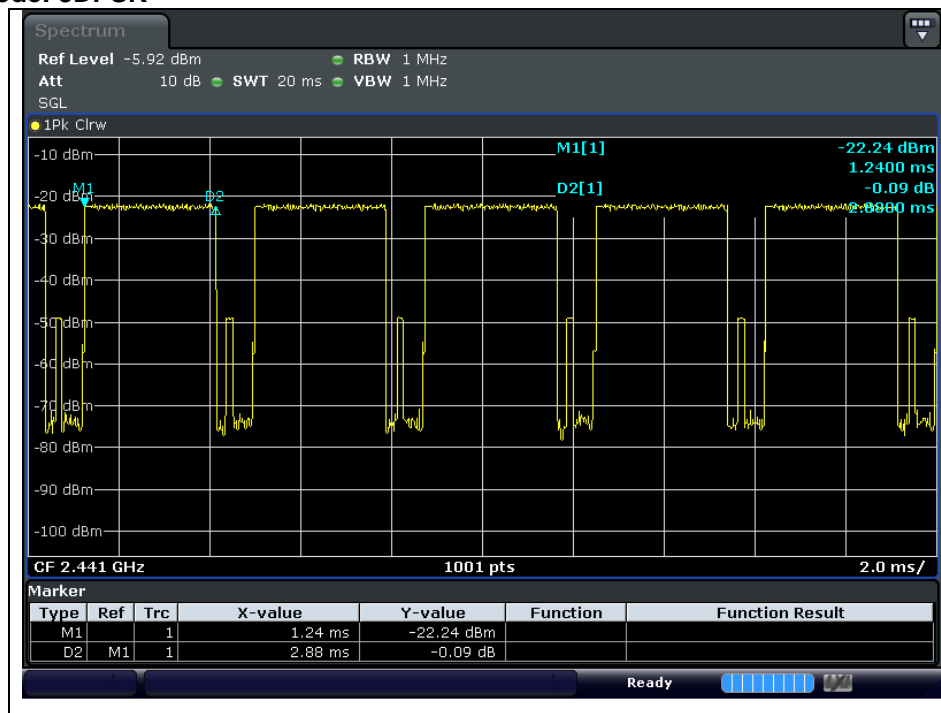 Spectrum
Ref Level -5.92 dBm RBW 1 MHz
Att 10 dB SWT 20 ms VBW 1 MHz
SGL
1Pk Clrw
M1[1] -22.24 dBm
1.2400 ms
D2[1] -0.09 dB
2.8800 ms
-10 dBm
-20 dBm
M1
D2
-30 dBm
-40 dBm
-50 dBm
-60 dBm
-70 dBm
-80 dBm
-90 dBm
-100 dBm
CF 2.441 GHz 1001 pts 2.0 ms/
Marker
Type Ref Trc X-value Y-value Function Function Result
M1 1 1.24 ms -22.24 dBm
D2 M1 1 2.88 ms -0.09 dB
Ready